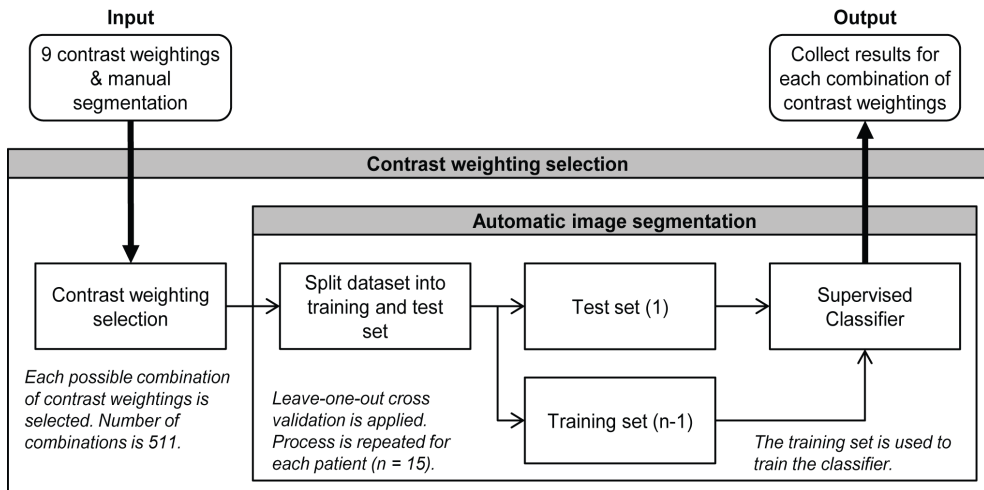 Input
9 contrast weightings
& manual
segmentation
Output
Collect results for
each combination of
contrast weightings
Contrast weighting selection
Automatic image segmentation
Contrast weighting
selection
Split dataset into
training and test
set
Test set (1)
Supervised
Classifier
Each possible combination
of contrast weightings is
selected. Number of
combinations is 511.
Leave-one-out cross
validation is applied.
Process is repeated for
each patient (n = 15).
Training set (n-1)
The training set is used to
train the classifier.